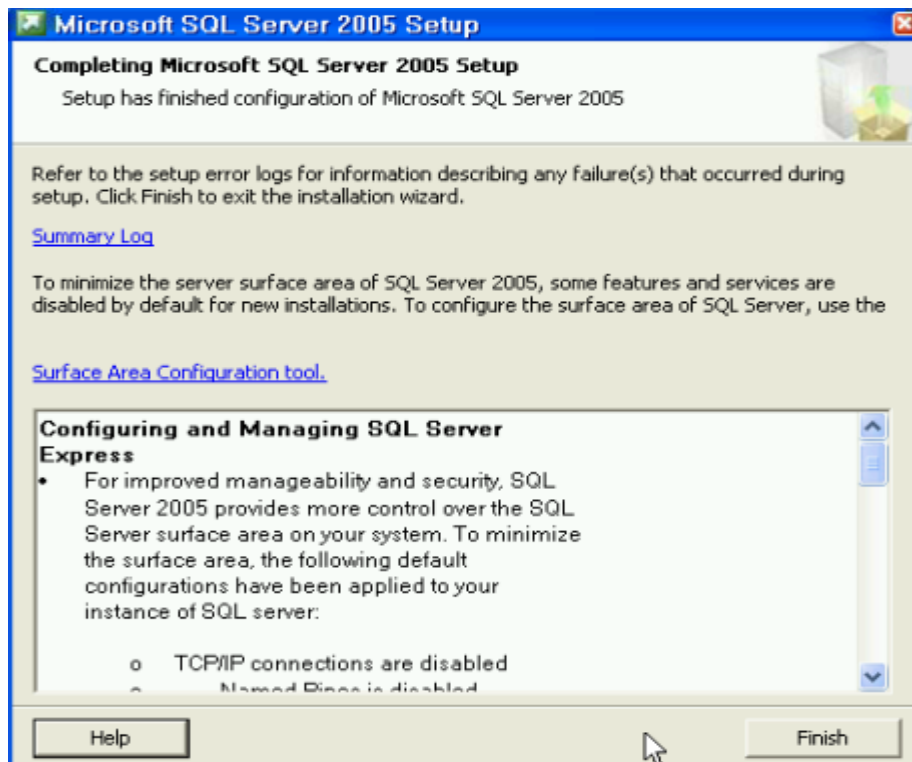 Microsoft SQL Server 2005 Setup
Completing Microsoft SQL Server 2005 Setup
Setup has finished configuration of Microsoft SQL Server 2005
Refer to the setup error logs for information describing any failure(s) that occurred during
setup. Click Finish to exit the installation wizard.
Summary Log
To minimize the server surface area of SQL Server 2005, some features and services are
disabled by default for new installations. To configure the surface area of SQL Server, use the
Surface Area Configuration tool.
Configuring and Managing SQL Server
Express
• For improved manageability and security, SQL
Server 2005 provides more control over the SQL
Server surface area on your system. To minimize
the surface area, the following default
configurations have been applied to your
instance of SQL server:
o TCP/IP connections are disabled
o Named Pipes is disabled
Help
Finish